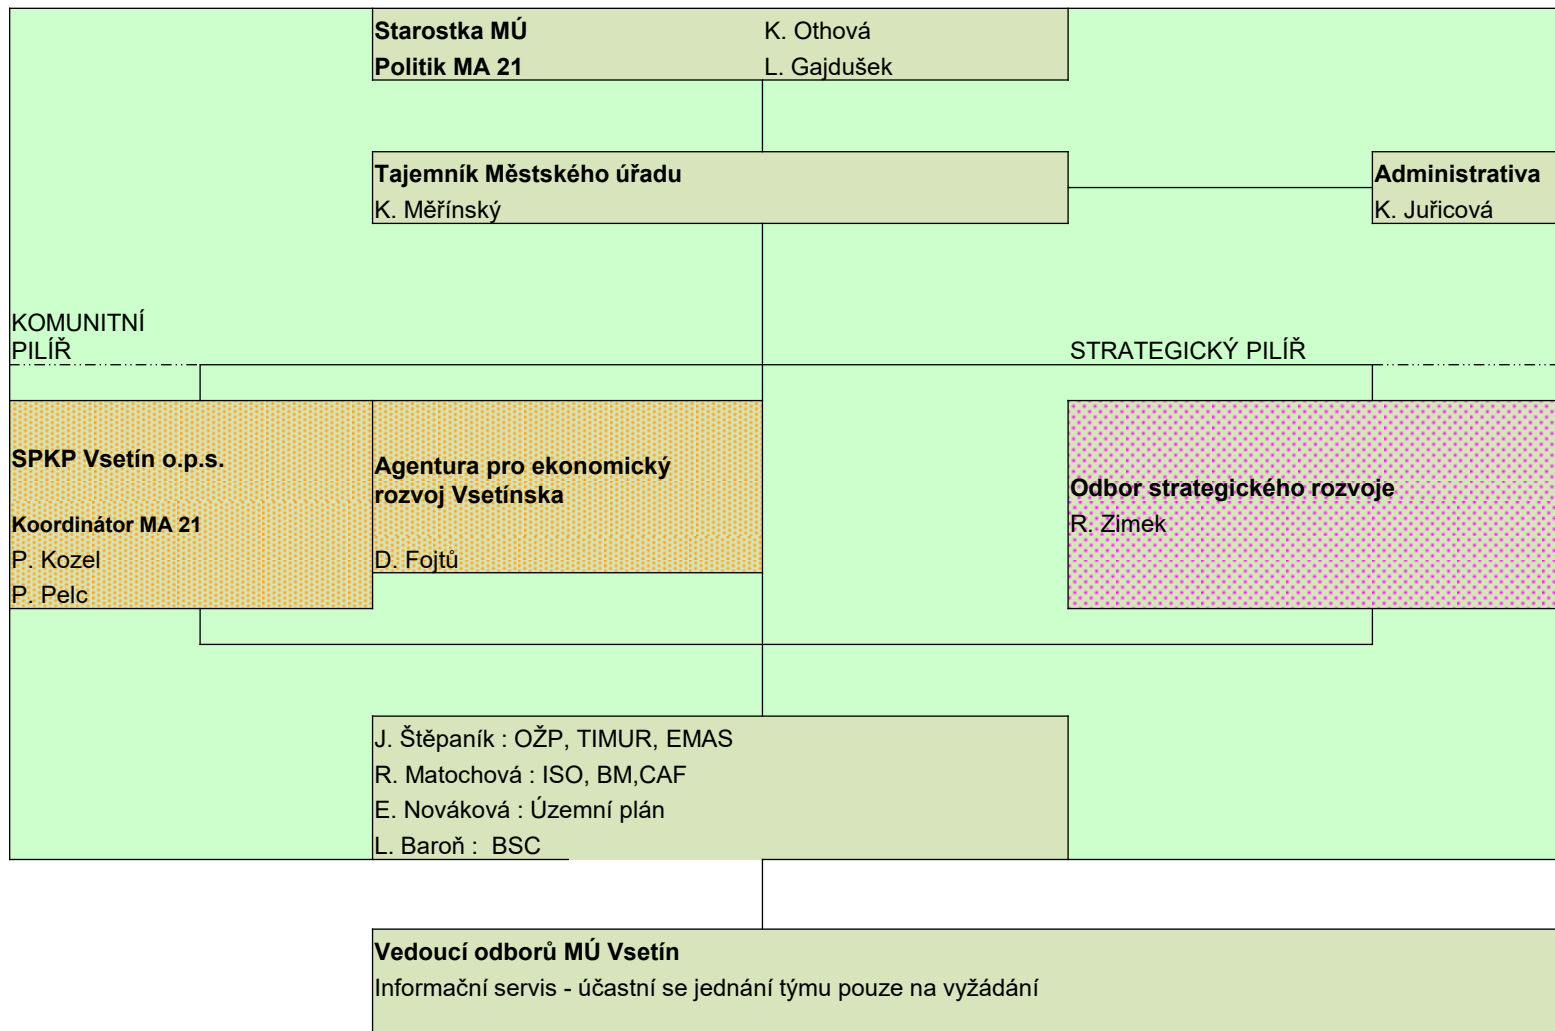 Starostka MÚ K. Othová
Politik MA 21 L. Gajdušek
Tajemník Městského úřadu
K. Měřínský
Administrativa
K. Juřicová
KOMUNITNÍ
PILÍŘ
STRATEGICKÝ PILÍŘ
SPKP Vsetín o.p.s.
Koordinátor MA 21
P. Kozel
P. Pelc
Agentura pro ekonomický
rozvoj Vsetínska
D. Fojtů
Odbor strategického rozvoje
R. Zimek
J. Štěpaník : OŽP, TIMUR, EMAS
R. Matochová : ISO, BM,CAF
E. Nováková : Územní plán
L. Baroň :  BSC
Vedoucí odborů MÚ Vsetín
Informační servis - účastní se jednání týmu pouze na vyžádání